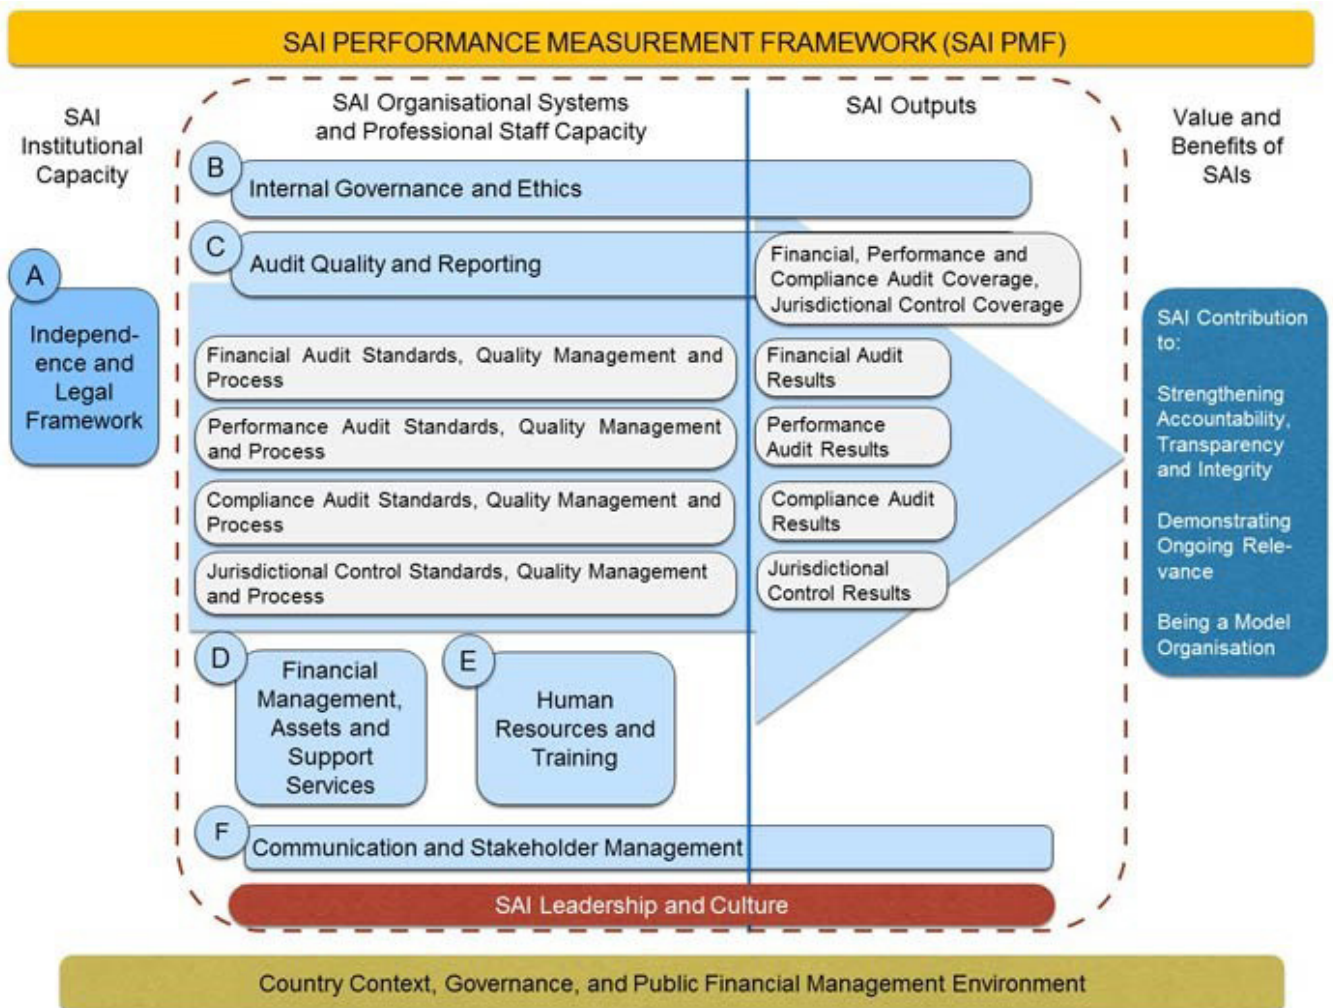 SAI PERFORMANCE MEASUREMENT FRAMEWORK (SAI PMF)
SAI
Institutional
Capacity
SAI Organisational Systems
and Professional Staff Capacity
SAI Outputs
Value and
Benefits of
SAIs
B
Internal Governance and Ethics
C
Audit Quality and Reporting
Financial, Performance and
Compliance Audit Coverage,
Jurisdictional Control Coverage
A
Independ-
ence and
Legal
Framework
Financial Audit Standards, Quality Management and
Process
Financial Audit
Results
Performance Audit Standards, Quality Management
and Process
Performance
Audit Results
Compliance Audit Standards, Quality Management and
Process
Compliance Audit
Results
Jurisdictional Control Standards, Quality Management
and Process
Jurisdictional
Control Results
SAI Contribution
to:
Strengthening
Accountability,
Transparency
and Integrity
Demonstrating
Ongoing Rele-
vance
Being a Model
Organisation
D
Financial
Management,
Assets and
Support
Services
E
Human
Resources and
Training
F
Communication and Stakeholder Management
SAI Leadership and Culture
Country Context, Governance, and Public Financial Management Environment